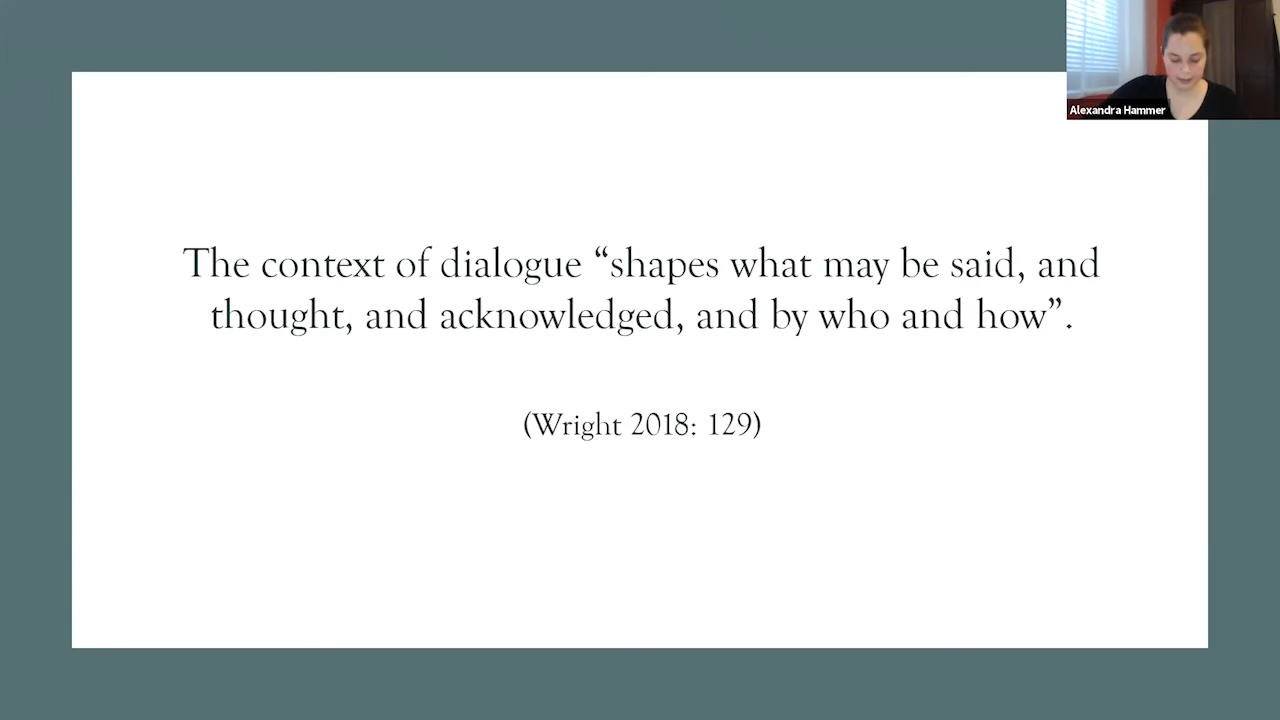 Alexandra Hammer
The context of dialogue “shapes what may be said, and
thought, and acknowledged, and by who and how”.
(Wright 2018: 129)